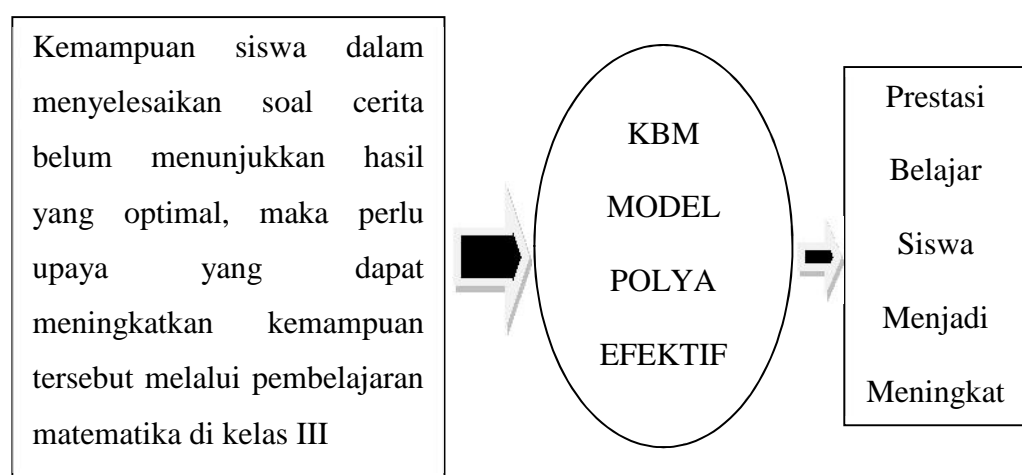 Kemampuan siswa dalam
menyelesaikan soal cerita
belum menunjukkan hasil
yang optimal, maka perlu
upaya yang dapat
meningkatkan kemampuan
tersebut melalui pembelajaran
matematika di kelas III
KBM
MODEL
POLYA
EFEKTIF
Prestasi
Belajar
Siswa
Menjadi
Meningkat